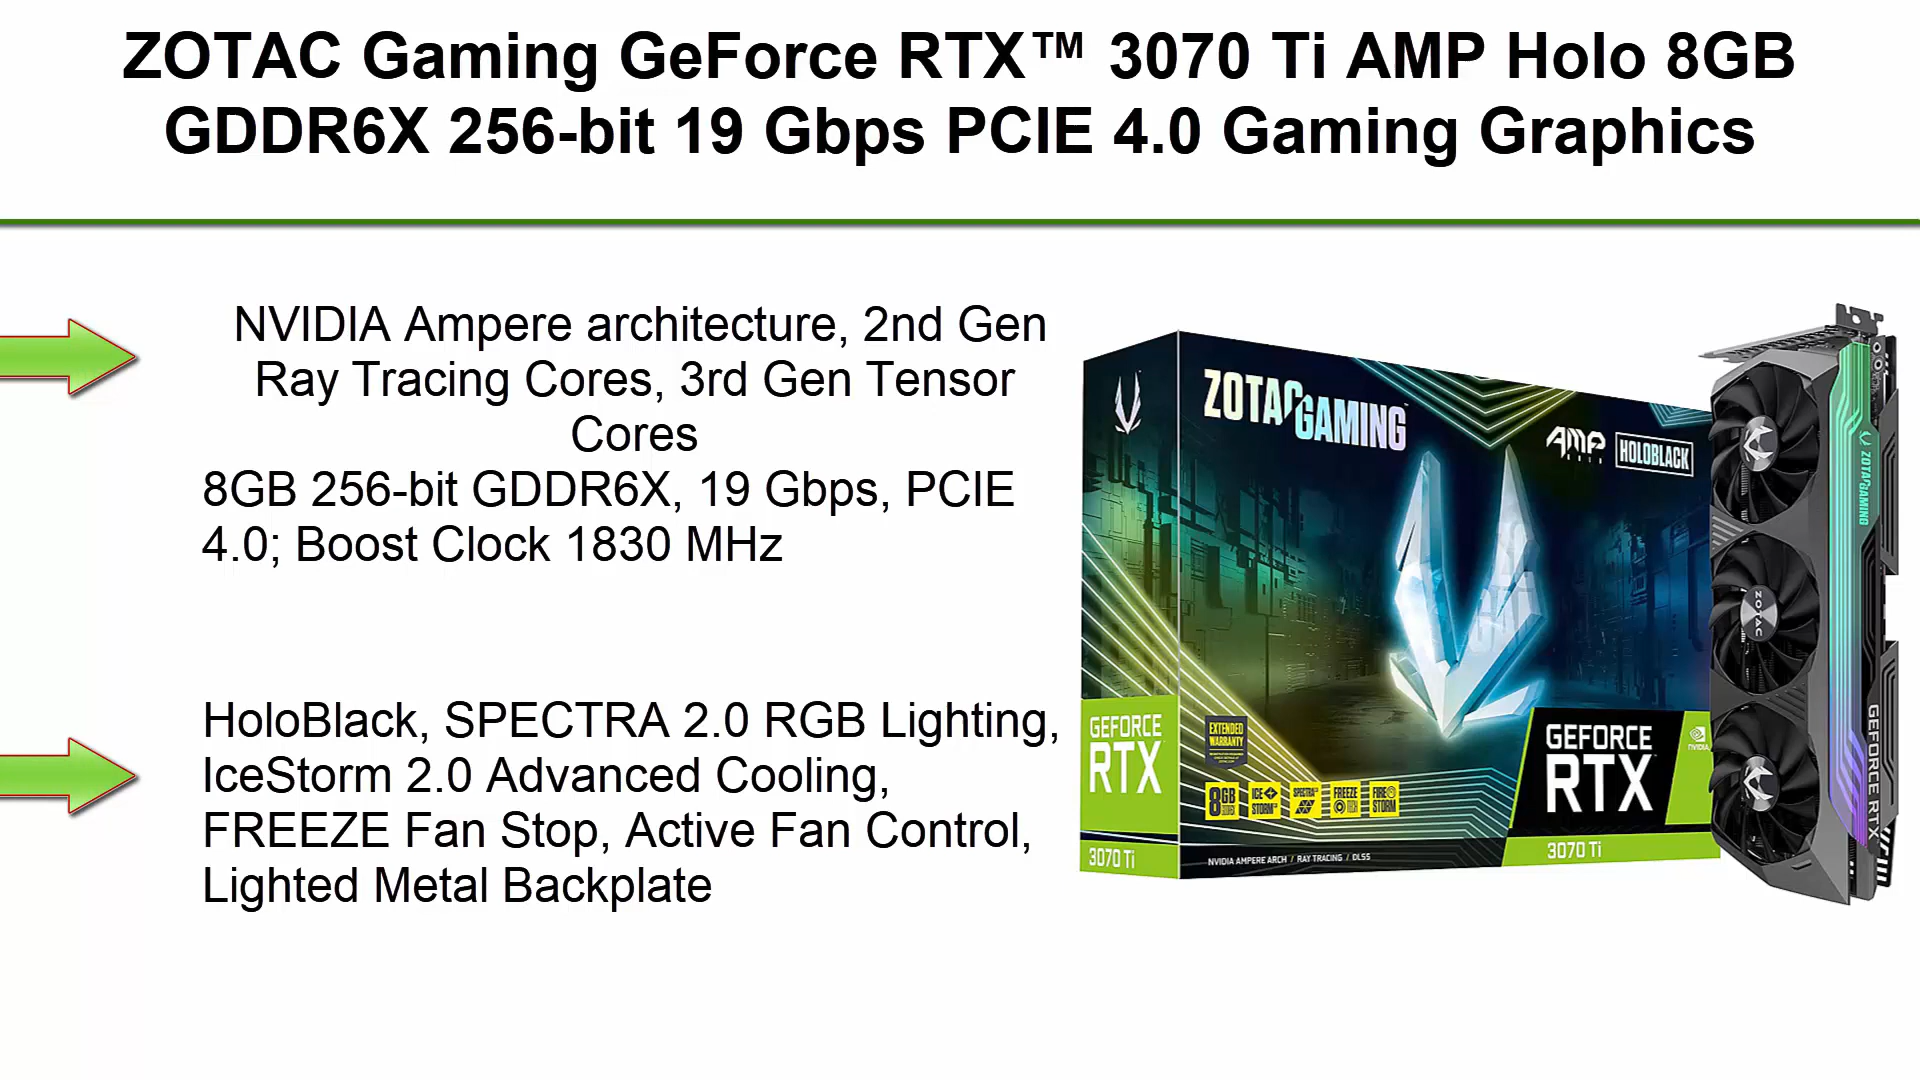 ZOTAC Gaming GeForce RTX™ 3070 Ti AMP Holo 8GB
GDDR6X 256-bit 19 Gbps PCIE 4.0 Gaming Graphics
NVIDIA Ampere architecture, 2nd Gen
Ray Tracing Cores, 3rd Gen Tensor
Cores
8GB 256-bit GDDR6X, 19 Gbps, PCIE
4.0; Boost Clock 1830 MHz
HoloBlack, SPECTRA 2.0 RGB Lighting,
IceStorm 2.0 Advanced Cooling,
FREEZE Fan Stop, Active Fan Control,
Lighted Metal Backplate
ZOTAC GAMING
AMP
HOLOBLACK
GEFORCE
RTX
3070 Ti
EXTENDED
WARRANTY
8GB
ICE
STORM
SPECTRA
FREEZE
FIRE
STORM
NVIDIA AMPERE ARCH / RAY TRACING / DLSS
GEFORCE
RTX
NVIDIA
3070 Ti
ZOTAC GAMING
ZOTAC
GEFORCE RTX